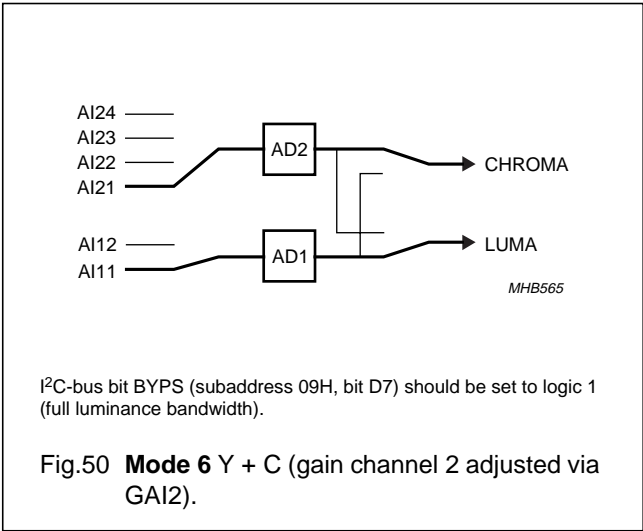 AI24
AI23
AI22
AI21
AD2
CHROMA
AI12
AI11
AD1
LUMA
MHB565
I²C-bus bit BYPS (subaddress 09H, bit D7) should be set to logic 1
(full luminance bandwidth).
Fig.50 Mode 6 Y + C (gain channel 2 adjusted via
GAI2).